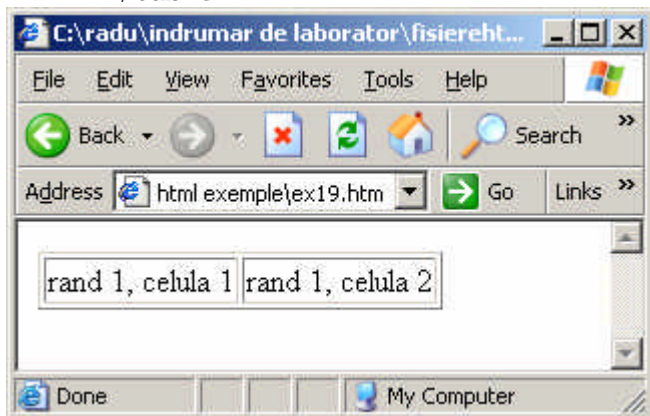 C:\radu\indrumar de laborator\fisiereht...
File Edit View Favorites Tools Help
Back Search »
Address html exemple\ex19.htm Go Links »
rand 1, celula 1 rand 1, celula 2
Done My Computer